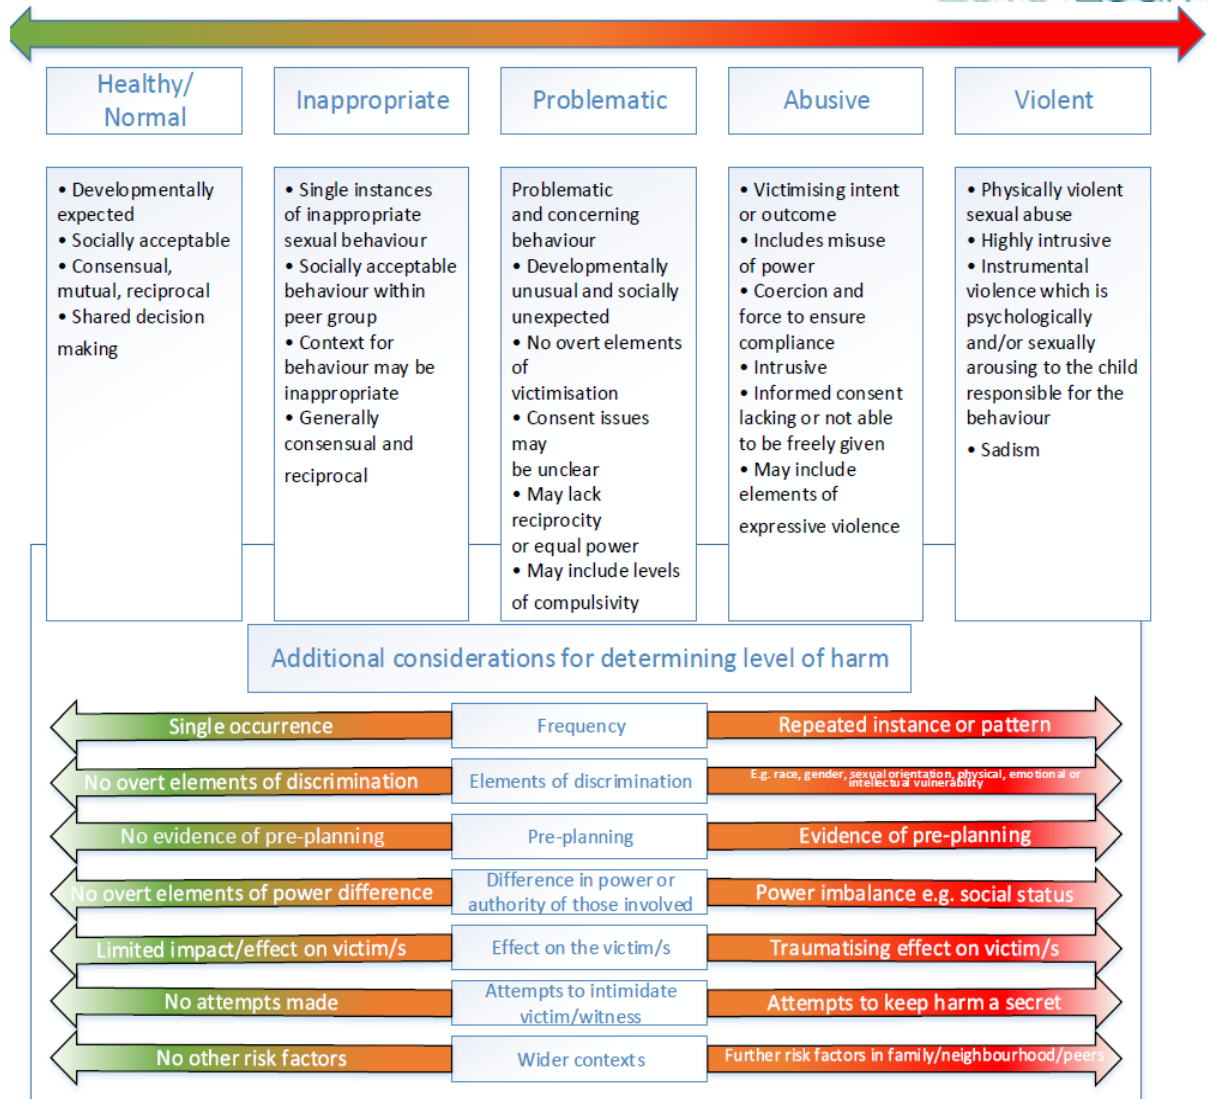 Healthy/
Normal
Inappropriate
Problematic
Abusive
Violent
• Developmentally
expected
• Socially acceptable
• Consensual,
mutual, reciprocal
• Shared decision
making
• Single instances
of inappropriate
sexual behaviour
• Socially acceptable
behaviour within
peer group
• Context for
behaviour may be
inappropriate
• Generally
consensual and
reciprocal
Problematic
and concerning
behaviour
• Developmentally
unusual and socially
unexpected
• No overt elements
of
victimisation
• Consent issues
may
be unclear
• May lack
reciprocity
or equal power
• May include levels
of compulsivity
• Victimising intent
or outcome
• Includes misuse
of power
• Coercion and
force to ensure
compliance
• Intrusive
• Informed consent
lacking or not able
to be freely given
• May include
elements of
expressive violence
• Physically violent
sexual abuse
• Highly intrusive
• Instrumental
violence which is
psychologically
and/or sexually
arousing to the child
responsible for the
behaviour
• Sadism
Additional considerations for determining level of harm
Single occurrence
Frequency
Repeated instance or pattern
No overt elements of discrimination
Elements of discrimination
E.g. race, gender, sexual orientation, physical, emotional or
intellectual vulnerability
No evidence of pre-planning
Pre-planning
Evidence of pre-planning
No overt elements of power difference
Difference in power or
authority of those involved
Power imbalance e.g. social status
Limited impact/effect on victim/s
Effect on the victim/s
Traumatising effect on victim/s
No attempts made
Attempts to intimidate
victim/witness
Attempts to keep harm a secret
No other risk factors
Wider contexts
Further risk factors in family/neighbourhood/peers